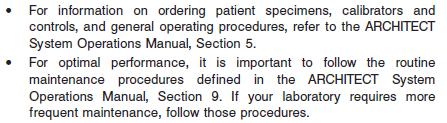 • For information on ordering patient specimens, calibrators and
controls, and general operating procedures, refer to the ARCHITECT
System Operations Manual, Section 5.
• For optimal performance, it is important to follow the routine
maintenance procedures defined in the ARCHITECT System
Operations Manual, Section 9. If your laboratory requires more
frequent maintenance, follow those procedures.